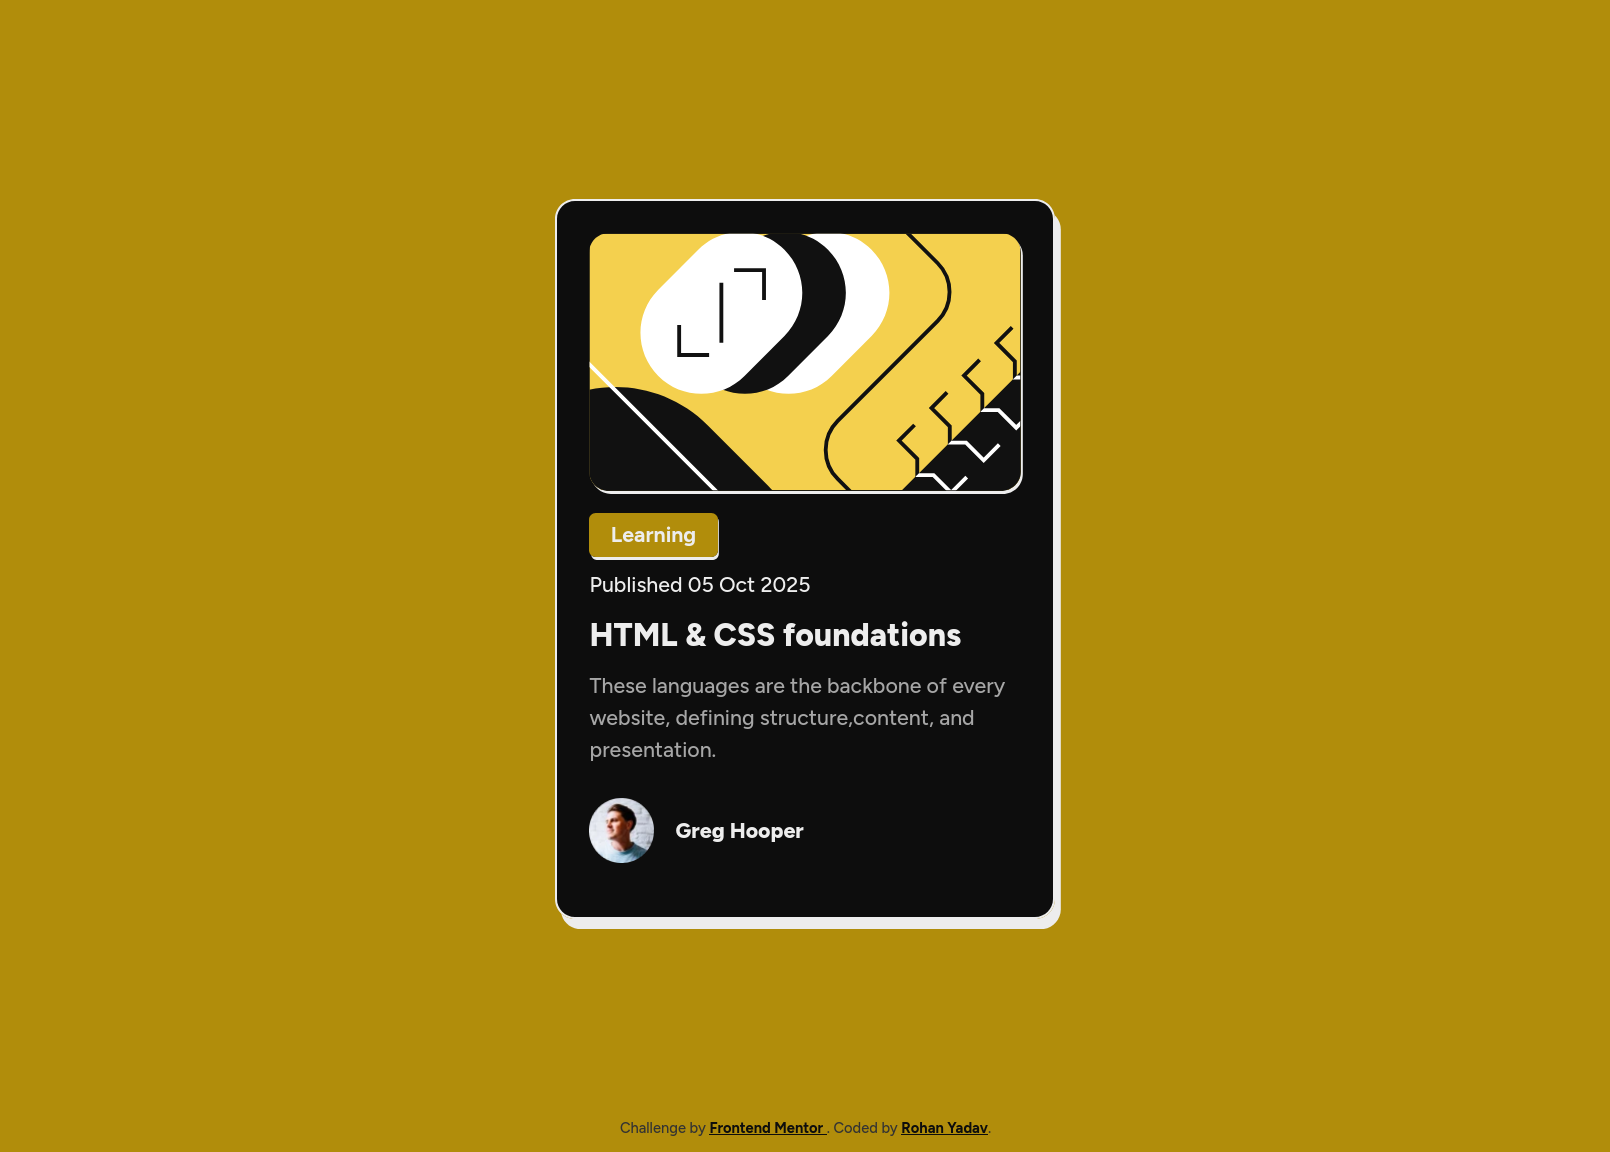 Learning
Published 05 Oct 2025
HTML & CSS foundations
These languages are the backbone of every
website, defining structure,content, and
presentation.
Greg Hooper
Challenge by Frontend Mentor . Coded by Rohan Yadav.